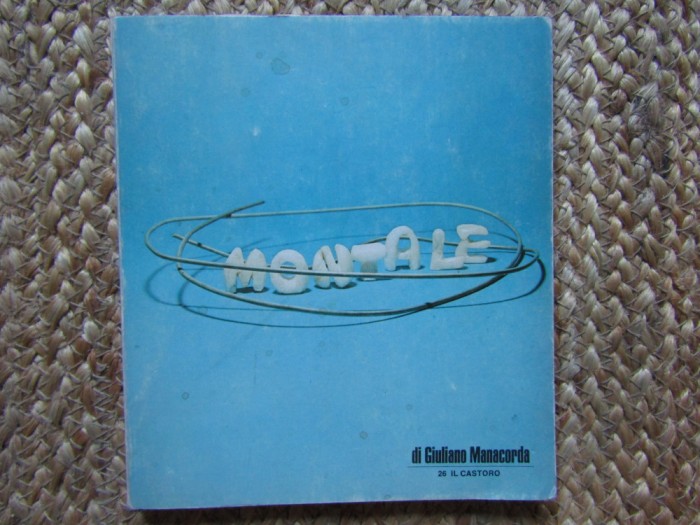 MONTALE
di Giuliano Manacorda
26 IL CASTORO